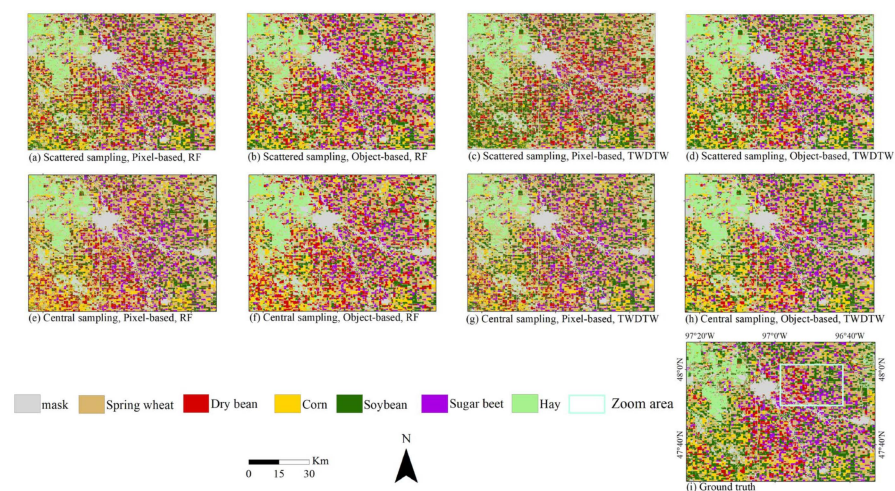 (a) Scattered sampling, Pixel-based, RF
(b) Scattered sampling, Object-based, RF
(c) Scattered sampling, Pixel-based, TWDTW
(d) Scattered sampling, Object-based, TWDTW
(e) Central sampling, Pixel-based, RF
(f) Central sampling, Object-based, RF
(g) Central sampling, Pixel-based, TWDTW
(h) Central sampling, Object-based, TWDTW
97°20'W 97°0'W 96°40'W
48°0'N 48°0'N
47°40'N 47°40'N
mask Spring wheat Dry bean Corn Soybean Sugar beet Hay Zoom area
N
Km
0 15 30
(i) Ground truth